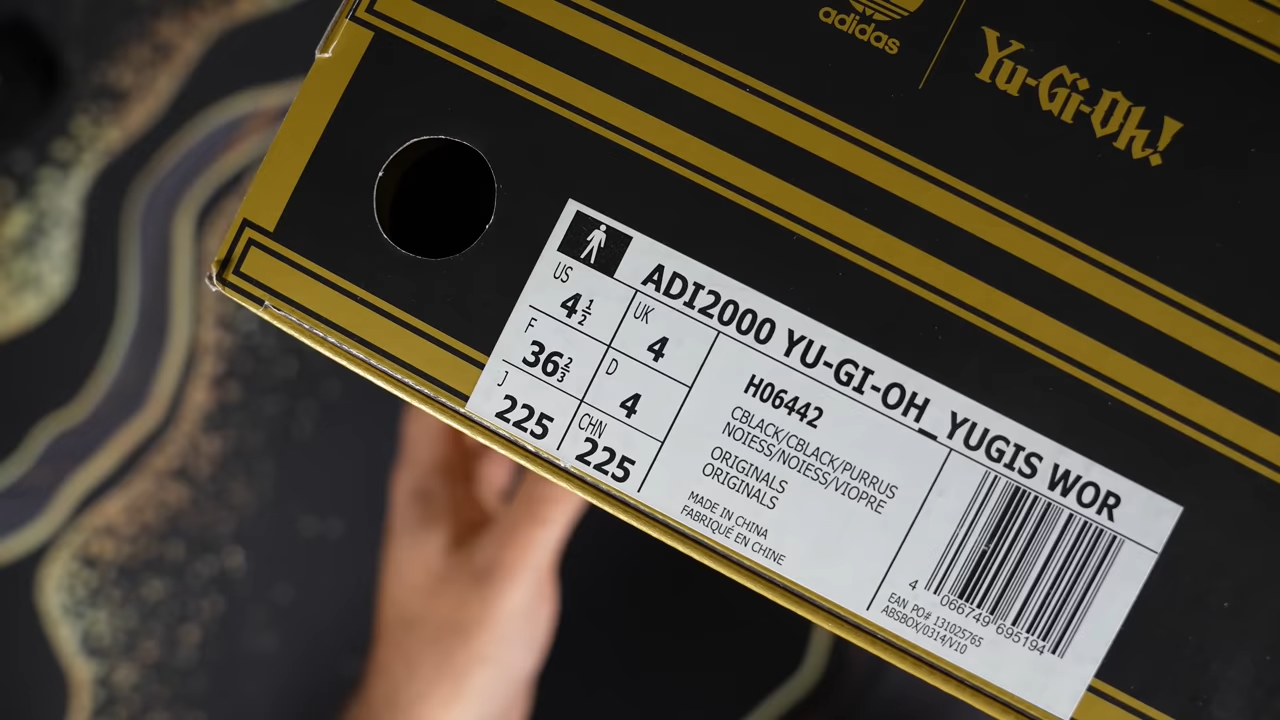 adidas
Yu-Gi-Oh!
ADI2000 YU-GI-OH_YUGIS WOR
US
4½
UK
4
F
36⅔
D
4
J
225
CHN
225
H06442
CBLACK/CBLACK/PURRUS
NOIESS/NOIESS/VIOPRE
ORIGINALS
ORIGINALS
MADE IN CHINA
FABRIQUÉ EN CHINE
4 066749 695194
EAN PO# 131025765
ABSBOX/0314/V10